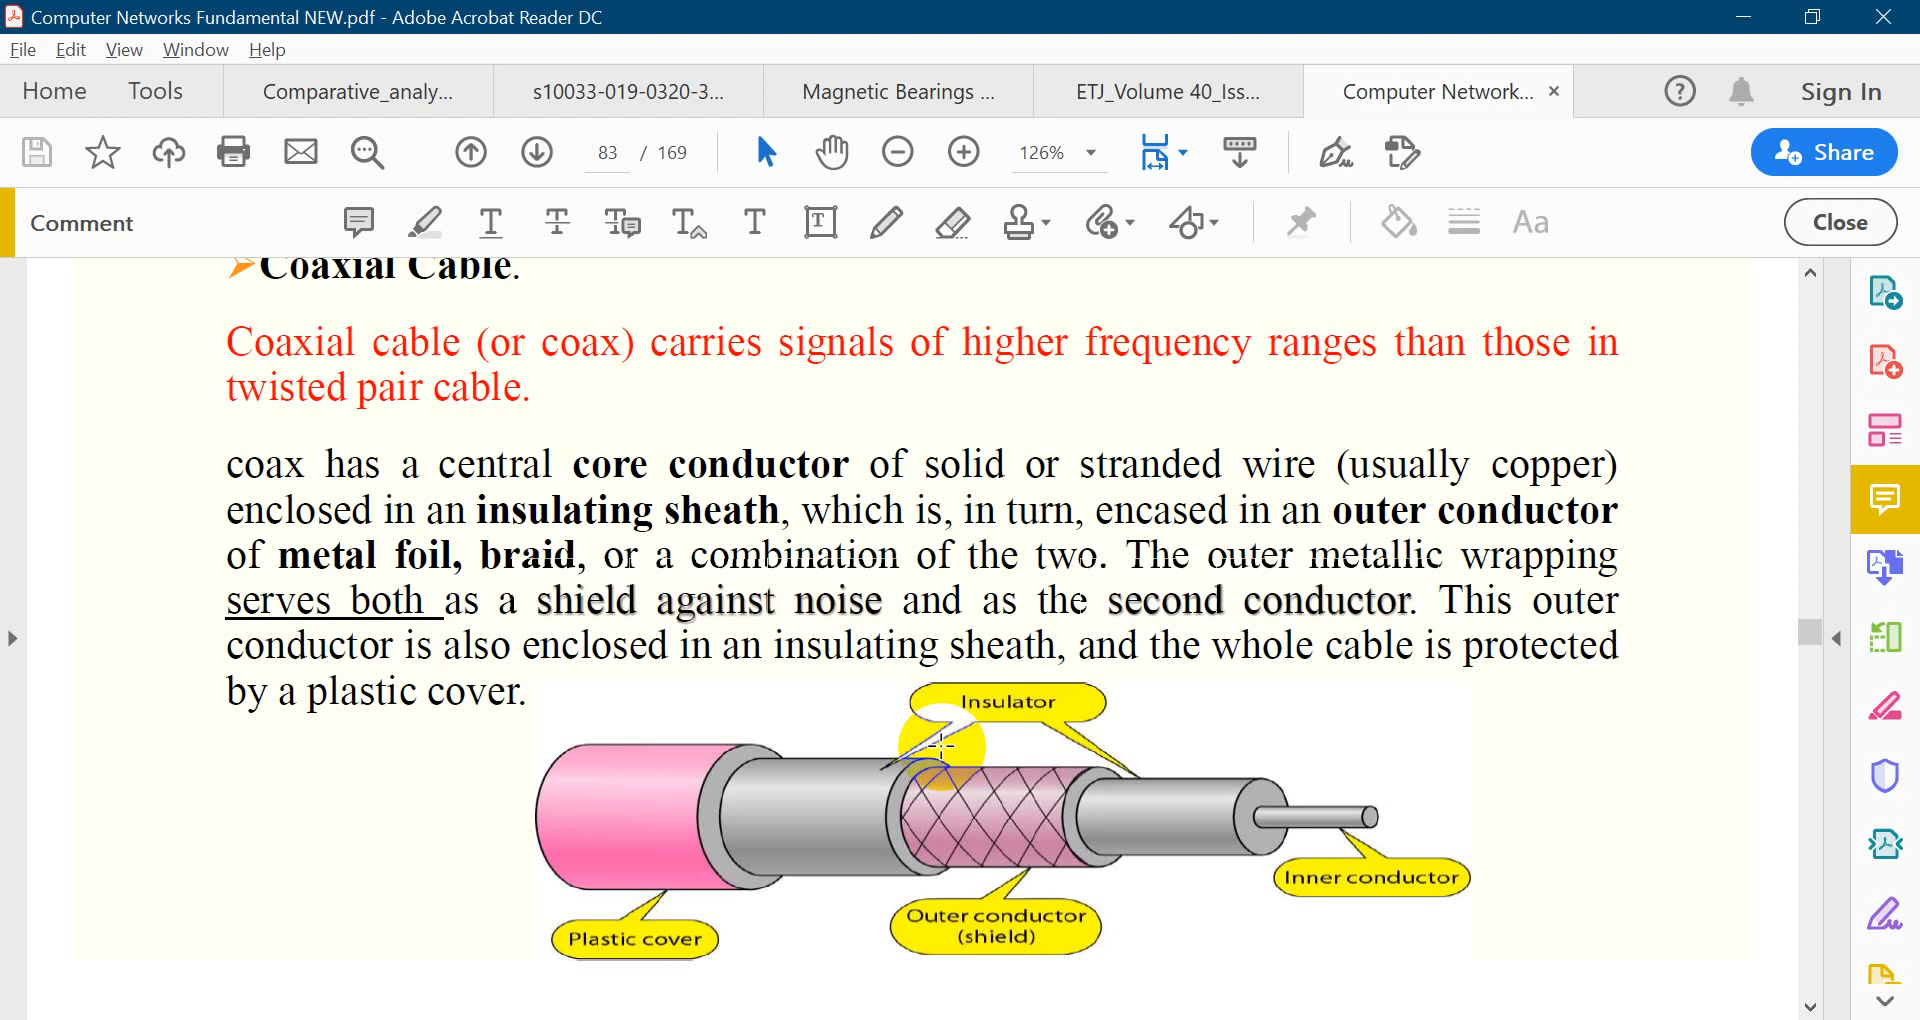 Computer Networks Fundamental NEW.pdf - Adobe Acrobat Reader DC
File Edit View Window Help
Home Tools Comparative_analy... s10033-019-0320-3... Magnetic Bearings ... ETJ_Volume 40_Iss... Computer Network... × Sign In
83 / 169 126% Share
Comment Aa Close
➢Coaxial Cable.
Coaxial cable (or coax) carries signals of higher frequency ranges than those in
twisted pair cable.
coax has a central core conductor of solid or stranded wire (usually copper)
enclosed in an insulating sheath, which is, in turn, encased in an outer conductor
of metal foil, braid, or a combination of the two. The outer metallic wrapping
serves both as a shield against noise and as the second conductor. This outer
conductor is also enclosed in an insulating sheath, and the whole cable is protected
by a plastic cover.
Insulator
Inner conductor
Outer conductor
(shield)
Plastic cover